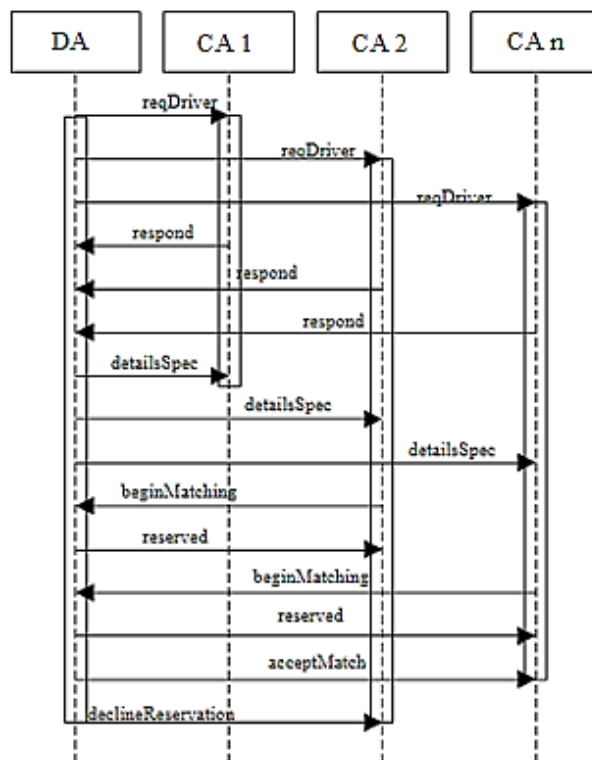 DA
CA 1
CA 2
CA n
reqDriver
reqDriver
reqDriver
respond
respond
respond
detailsSpec
detailsSpec
detailsSpec
beginMatching
reserved
beginMatching
reserved
acceptMatch
declineReservation